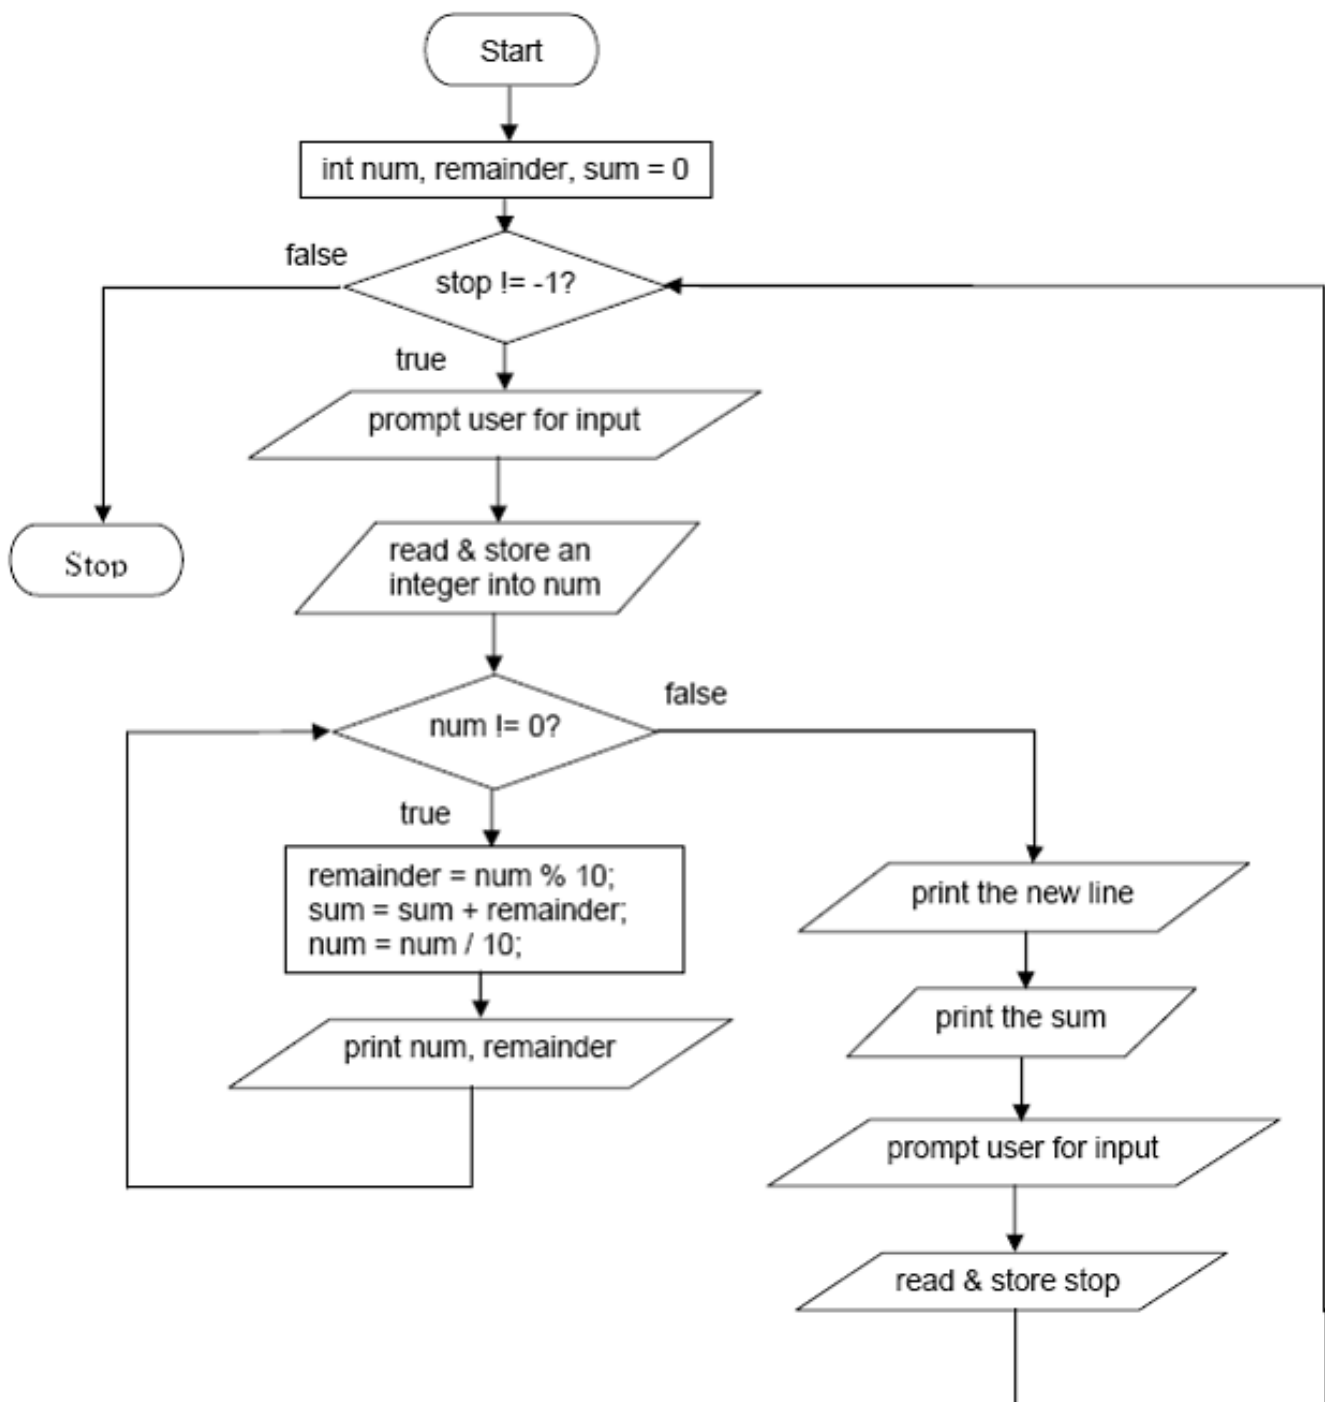 Start
int num, remainder, sum = 0
false
stop != -1?
true
prompt user for input
Stop
read & store an
integer into num
false
num != 0?
true
remainder = num % 10;
sum = sum + remainder;
num = num / 10;
print num, remainder
print the new line
print the sum
prompt user for input
read & store stop